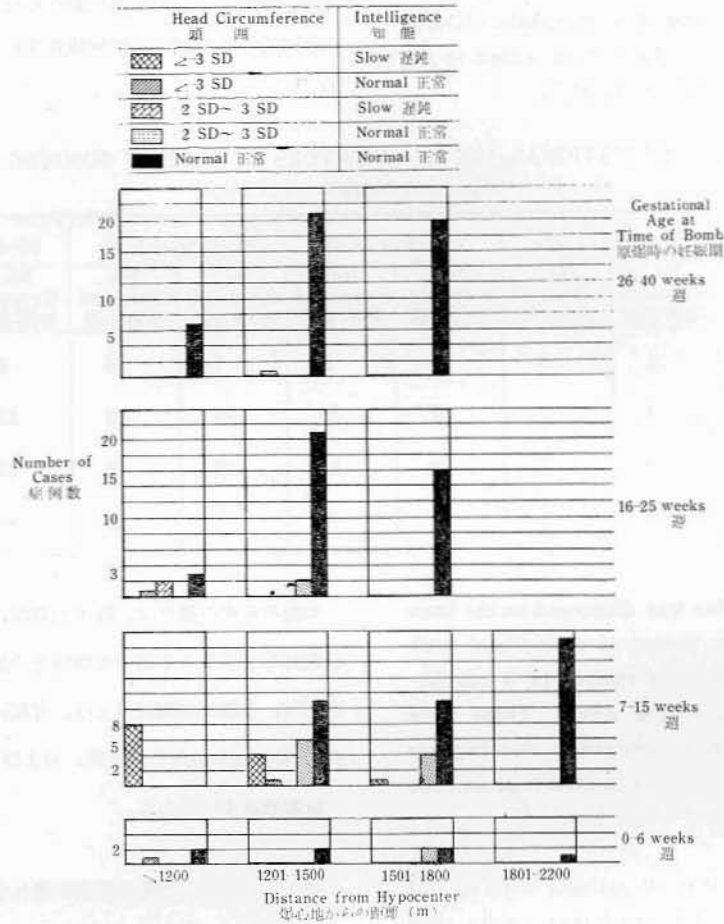 Head Circumference Intelligence
頭囲 知能
≥ 3 SD Slow 遅鈍
< 3 SD Normal 正常
2 SD~ 3 SD Slow 遅鈍
2 SD~ 3 SD Normal 正常
Normal 正常 Normal 正常
Gestational
Age at
Time of Bomb
原爆時の妊娠期
20
15
10
5
26-40 weeks
週
Number of
Cases
症例数
20
15
10
3
16-25 weeks
週
8
5
2
7-15 weeks
週
2
0-6 weeks
週
1200 1201-1500 1501-1800 1801-2200
Distance from Hypocenter
爆心地からの距離 (m)